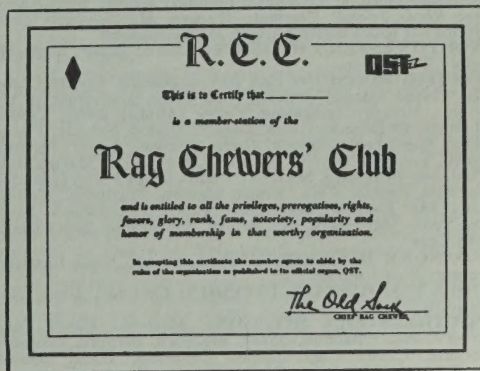 R. C. C.
QST
This is to Certify that
is a member-station of the
Rag Chewers' Club
and is entitled to all the privileges, prerogatives, rights,
favors, glory, rank, fame, notoriety, popularity and
honor of membership in that worthy organization.
In accepting this certificate the member agrees to abide by the
rules of the organization as published in its official organ, QST.
The Old Sock
CHIEF RAG CHEWER